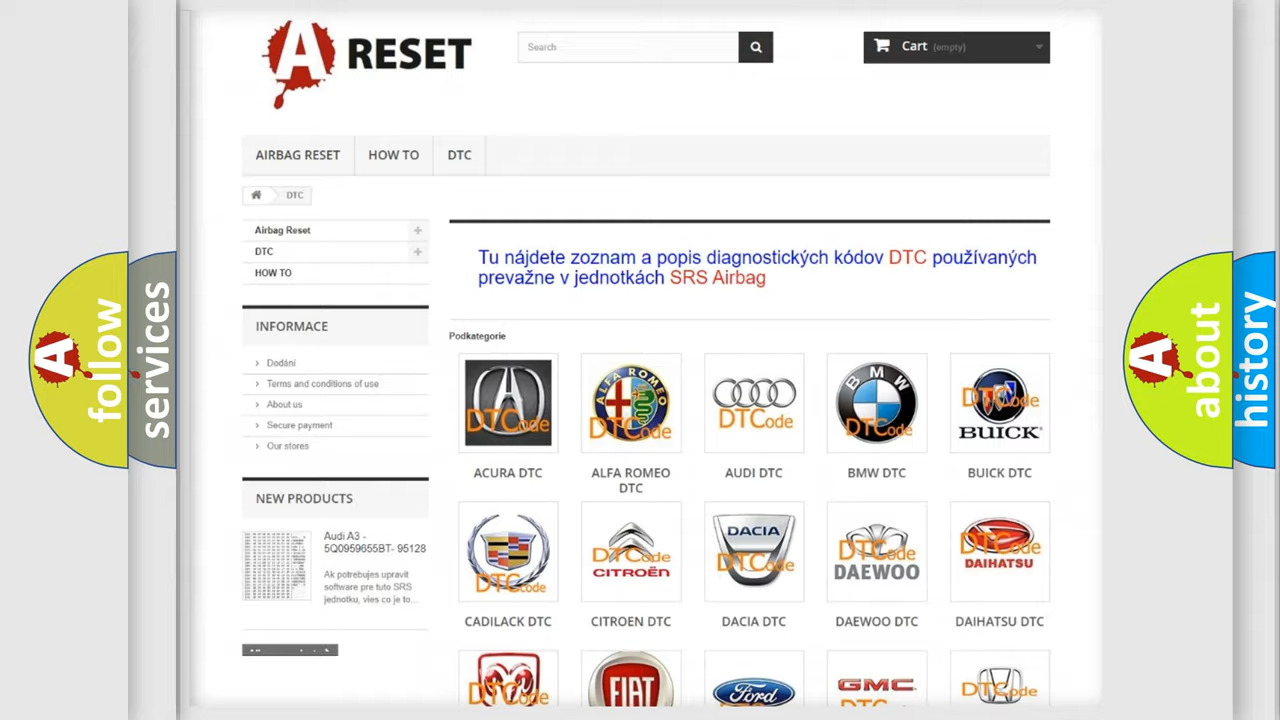 A RESET
Search
Cart (empty)
AIRBAG RESET
HOW TO
DTC
DTC
Airbag Reset
DTC
HOW TO
Tu nájdete zoznam a popis diagnostických kódov DTC používaných
prevažne v jednotkách SRS Airbag
INFORMACE
Dodání
Terms and conditions of use
About us
Secure payment
Our stores
Podkategorie
DTCode
ALFA ROMEO
DTCode
DTCode
BMW
DTCode
DTCode
BUICK
ACURA DTC
ALFA ROMEO
DTC
AUDI DTC
BMW DTC
BUICK DTC
NEW PRODUCTS
Audi A3 -
5Q0959655BT- 95128
Ak potrebujes upravit
software pre tuto SRS
jednotku, vies co je to...
DTCode
DTCode
CITROËN
DACIA
DTCode
DTCode
DAEWOO
DTCode
DAIHATSU
CADILACK DTC
CITROEN DTC
DACIA DTC
DAEWOO DTC
DAIHATSU DTC
DTCode
FIAT
Ford
GMC
DTCode
A
follow
services
A
about
history